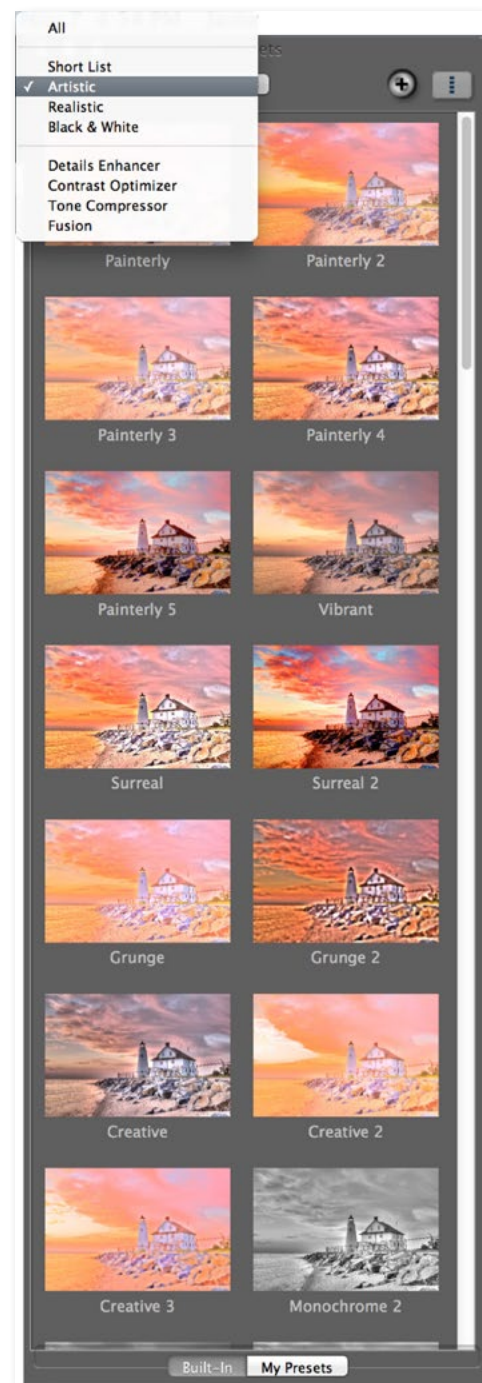 All
Short List
✓ Artistic
Realistic
Black & White
Details Enhancer
Contrast Optimizer
Tone Compressor
Fusion
Painterly
Painterly 2
Painterly 3
Painterly 4
Painterly 5
Vibrant
Surreal
Surreal 2
Grunge
Grunge 2
Creative
Creative 2
Creative 3
Monochrome 2
Built-In
My Presets